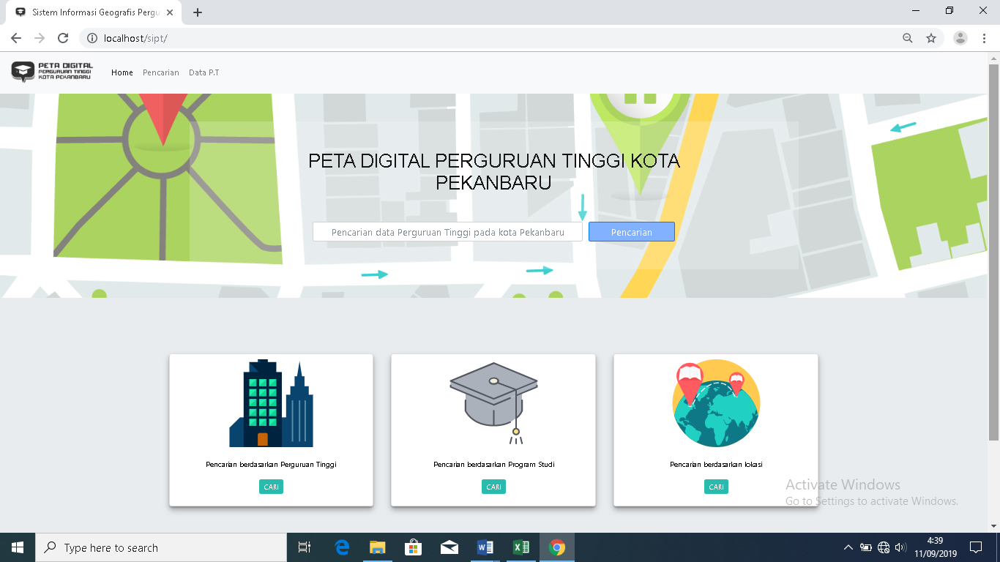 Sistem Informasi Geografis Pergu
localhost/sipt/
PETA DIGITAL
PERGURUAN TINGGI
KOTA PEKANBARU
Home Pencarian Data P.T
PETA DIGITAL PERGURUAN TINGGI KOTA
PEKANBARU
Pencarian data Perguruan Tinggi pada kota Pekanbaru Pencarian
Pencarian berdasarkan Perguruan Tinggi
CARI
Pencarian berdasarkan Program Studi
CARI
Pencarian berdasarkan lokasi
CARI
Activate Windows
Go to Settings to activate Windows.
Type here to search
4:39
11/09/2019